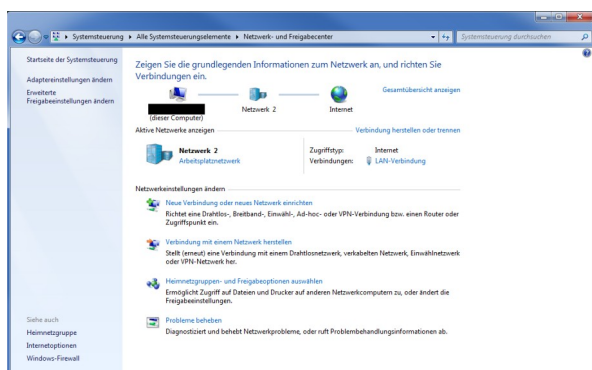 Systemsteuerung ▸ Alle Systemsteuerungselemente ▸ Netzwerk- und Freigabecenter
Systemsteuerung durchsuchen
Startseite der Systemsteuerung
Adaptereinstellungen ändern
Erweiterte
Freigabeeinstellungen ändern
Zeigen Sie die grundlegenden Informationen zum Netzwerk an, und richten Sie
Verbindungen ein.
Gesamtübersicht anzeigen
(dieser Computer)
Netzwerk 2
Internet
Aktive Netzwerke anzeigen
Verbindung herstellen oder trennen
Netzwerk 2
Arbeitsplatznetzwerk
Zugriffstyp: Internet
Verbindungen: LAN-Verbindung
Netzwerkeinstellungen ändern
Neue Verbindung oder neues Netzwerk einrichten
Richtet eine Drahtlos-, Breitband-, Einwähl-, Ad-hoc- oder VPN-Verbindung bzw. einen Router oder
Zugriffspunkt ein.
Verbindung mit einem Netzwerk herstellen
Stellt (erneut) eine Verbindung mit einem Drahtlosnetzwerk, verkabelten Netzwerk, Einwählnetzwerk
oder VPN-Netzwerk her.
Heimnetzgruppen- und Freigabeoptionen auswählen
Ermöglicht Zugriff auf Dateien und Drucker auf anderen Netzwerkcomputern zu, oder ändert die
Freigabeeinstellungen.
Probleme beheben
Diagnostiziert und behebt Netzwerkprobleme, oder ruft Problembehandlungsinformationen ab.
Siehe auch
Heimnetzgruppe
Internetoptionen
Windows-Firewall